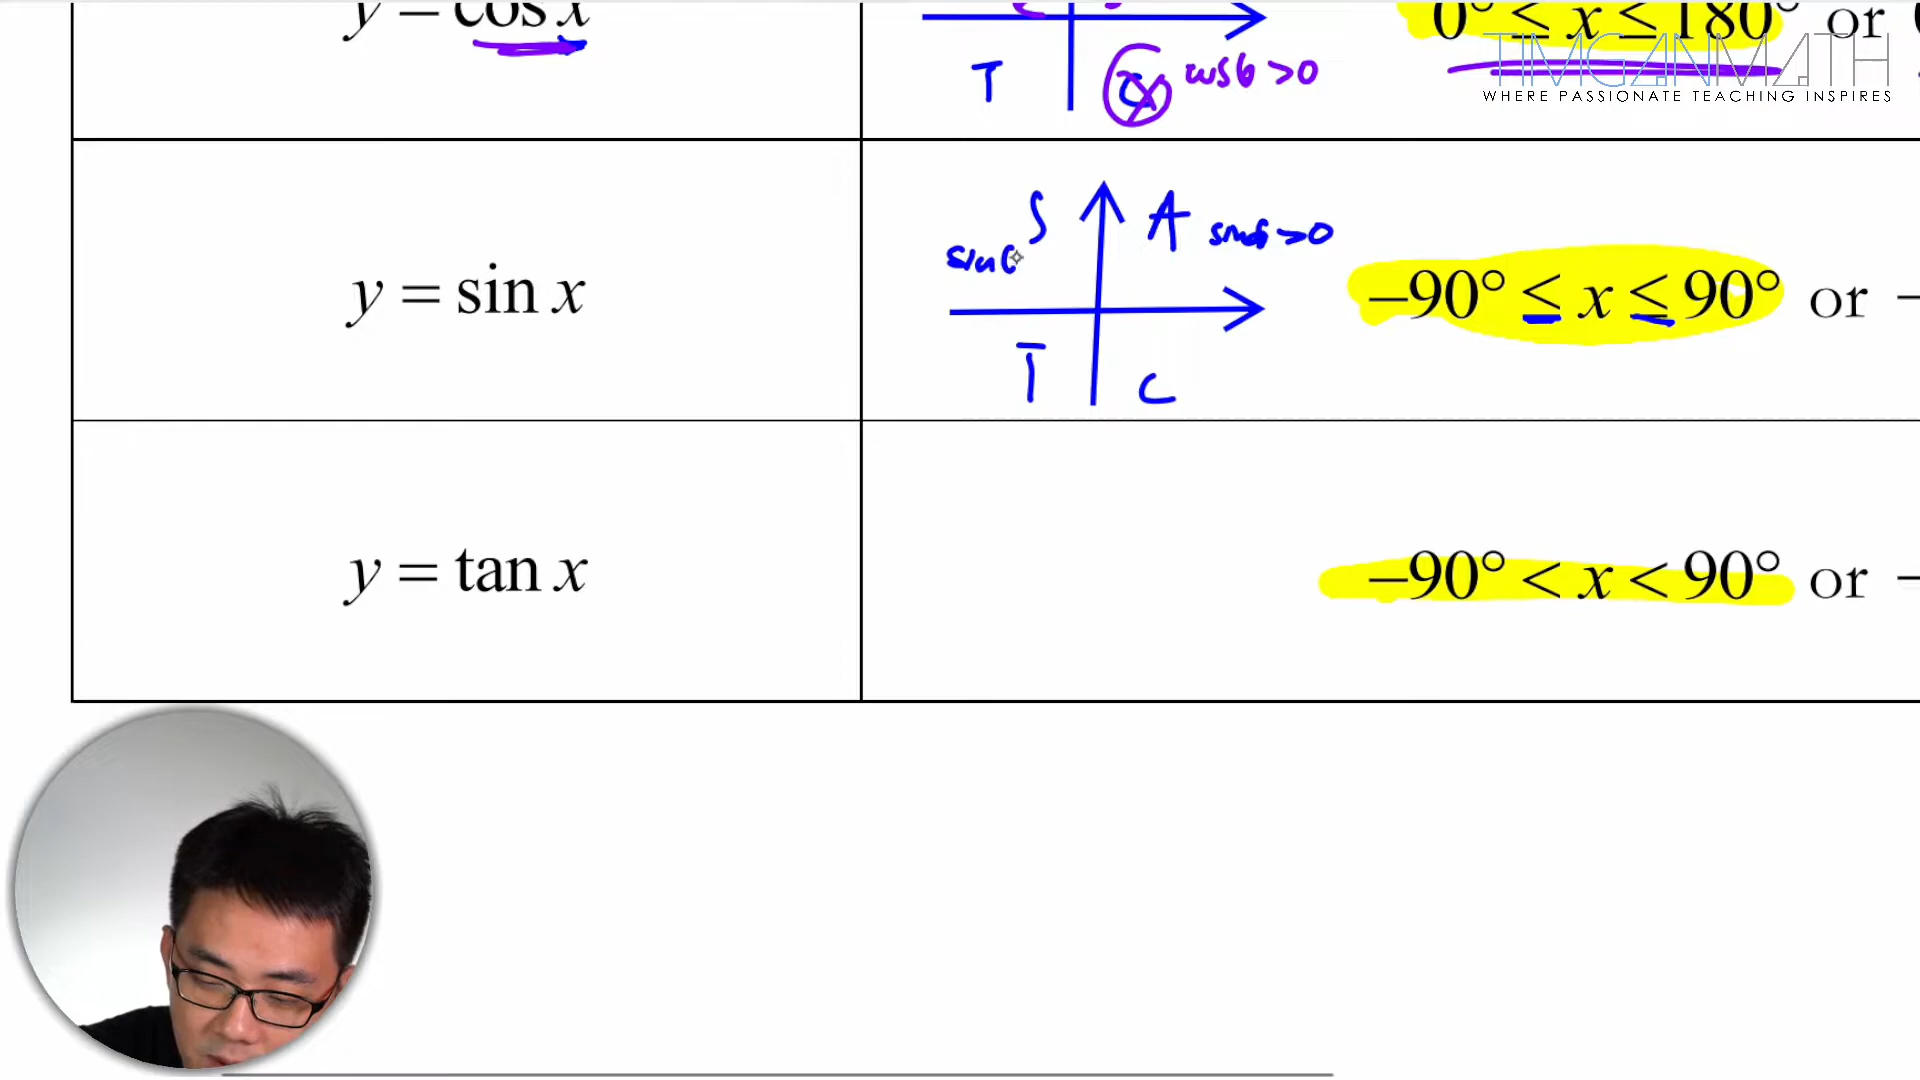 y = cos x
0° ≤ x ≤ 180° or
TIMGANMATH
T
C
cos θ > 0
WHERE PASSIONATE TEACHING INSPIRES
S
A
sin θ > 0
sin θ
y = sin x
−90° ≤ x ≤ 90° or −
T
C
y = tan x
−90° < x < 90° or −